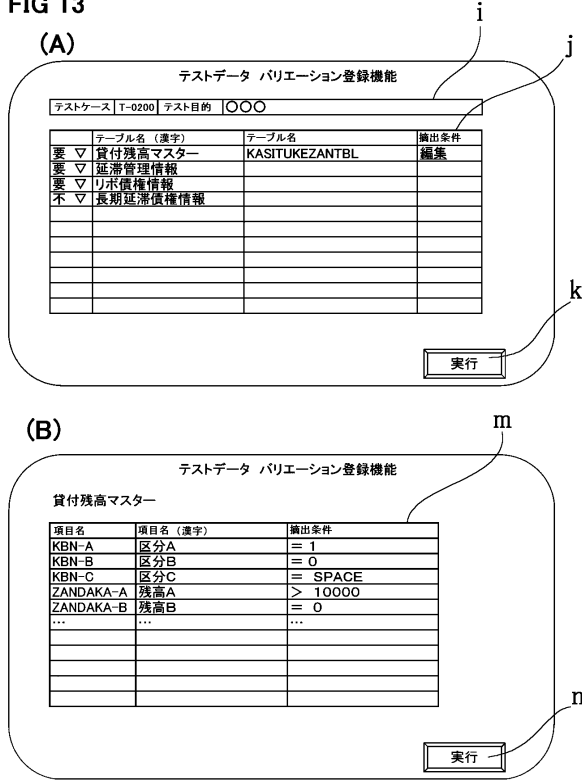 FIG 13
i
(A)
j
テストデータ バリエーション登録機能
テストケース T-0200 テスト目的 〇〇〇
テーブル名 (漢字) テーブル名 摘出条件
要 ▽ 貸付残高マスター KASITUKEZANTBL 編集
要 ▽ 延滞管理情報
要 ▽ リボ債権情報
不 ▽ 長期延滞債権情報
k
実行
(B)
m
テストデータ バリエーション登録機能
貸付残高マスター
項目名 項目名 (漢字) 摘出条件
KBN-A 区分A = 1
KBN-B 区分B = 0
KBN-C 区分C = SPACE
ZANDAKA-A 残高A > 10000
ZANDAKA-B 残高B = 0
… … …
n
実行